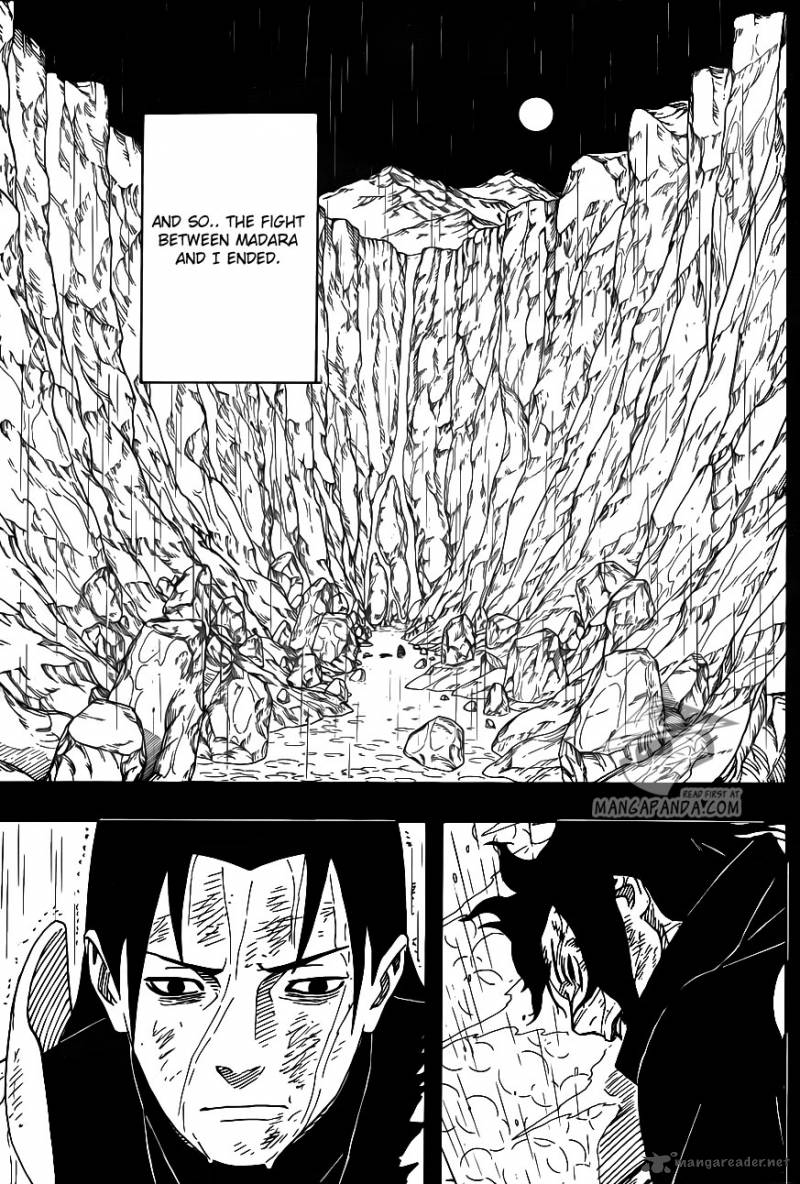 AND SO.. THE FIGHT
BETWEEN MADARA
AND I ENDED.
READ FIRST AT
MANGAPANDA.COM
mangareader.net